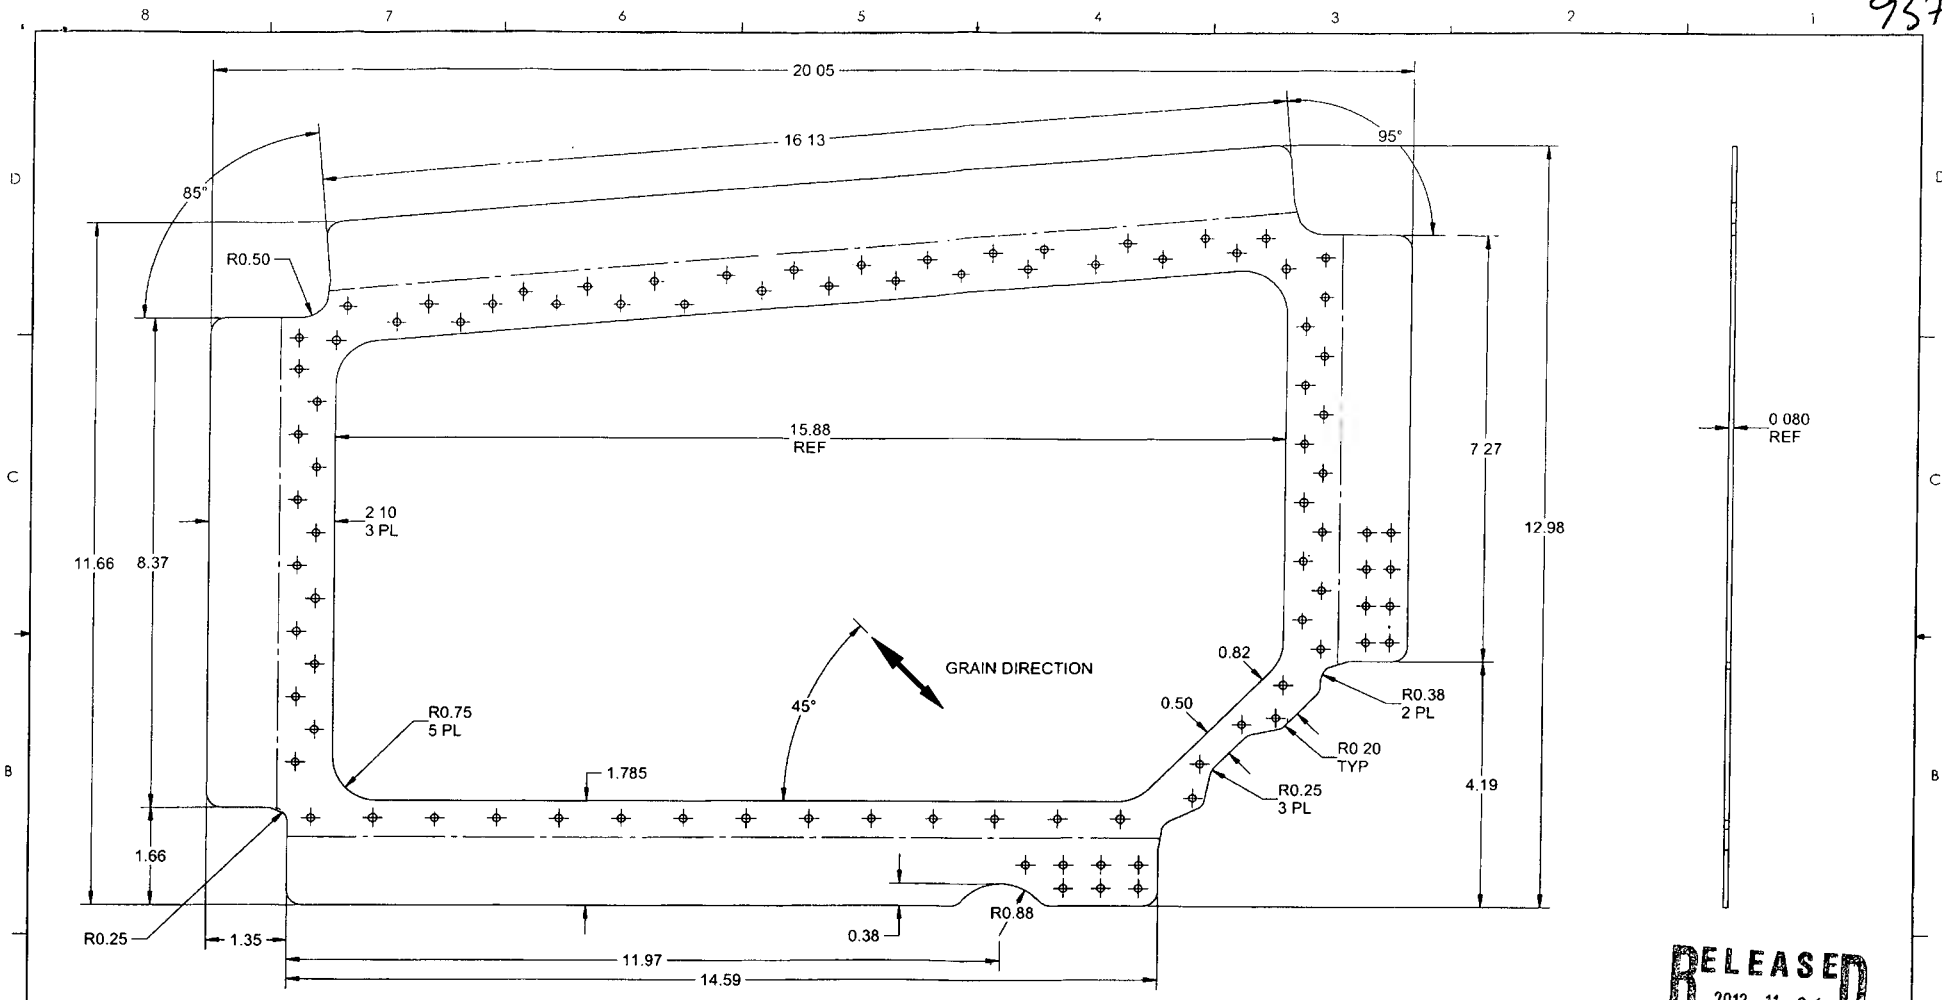 8 7 6 5 4 3 2 1
937
20 05
16 13
95°
85°
D
D
R0.50
15.88
REF
0 080
REF
7 27
C
C
2 10
3 PL
12.98
11.66
8.37
GRAIN DIRECTION
0.82
0.50
45°
R0.38
2 PL
R0.75
5 PL
R0 20
TYP
B
B
1.785
R0.25
3 PL
4.19
1.66
R0.88
0.38
R0.25
1.35
11.97
14.59
RELEASED